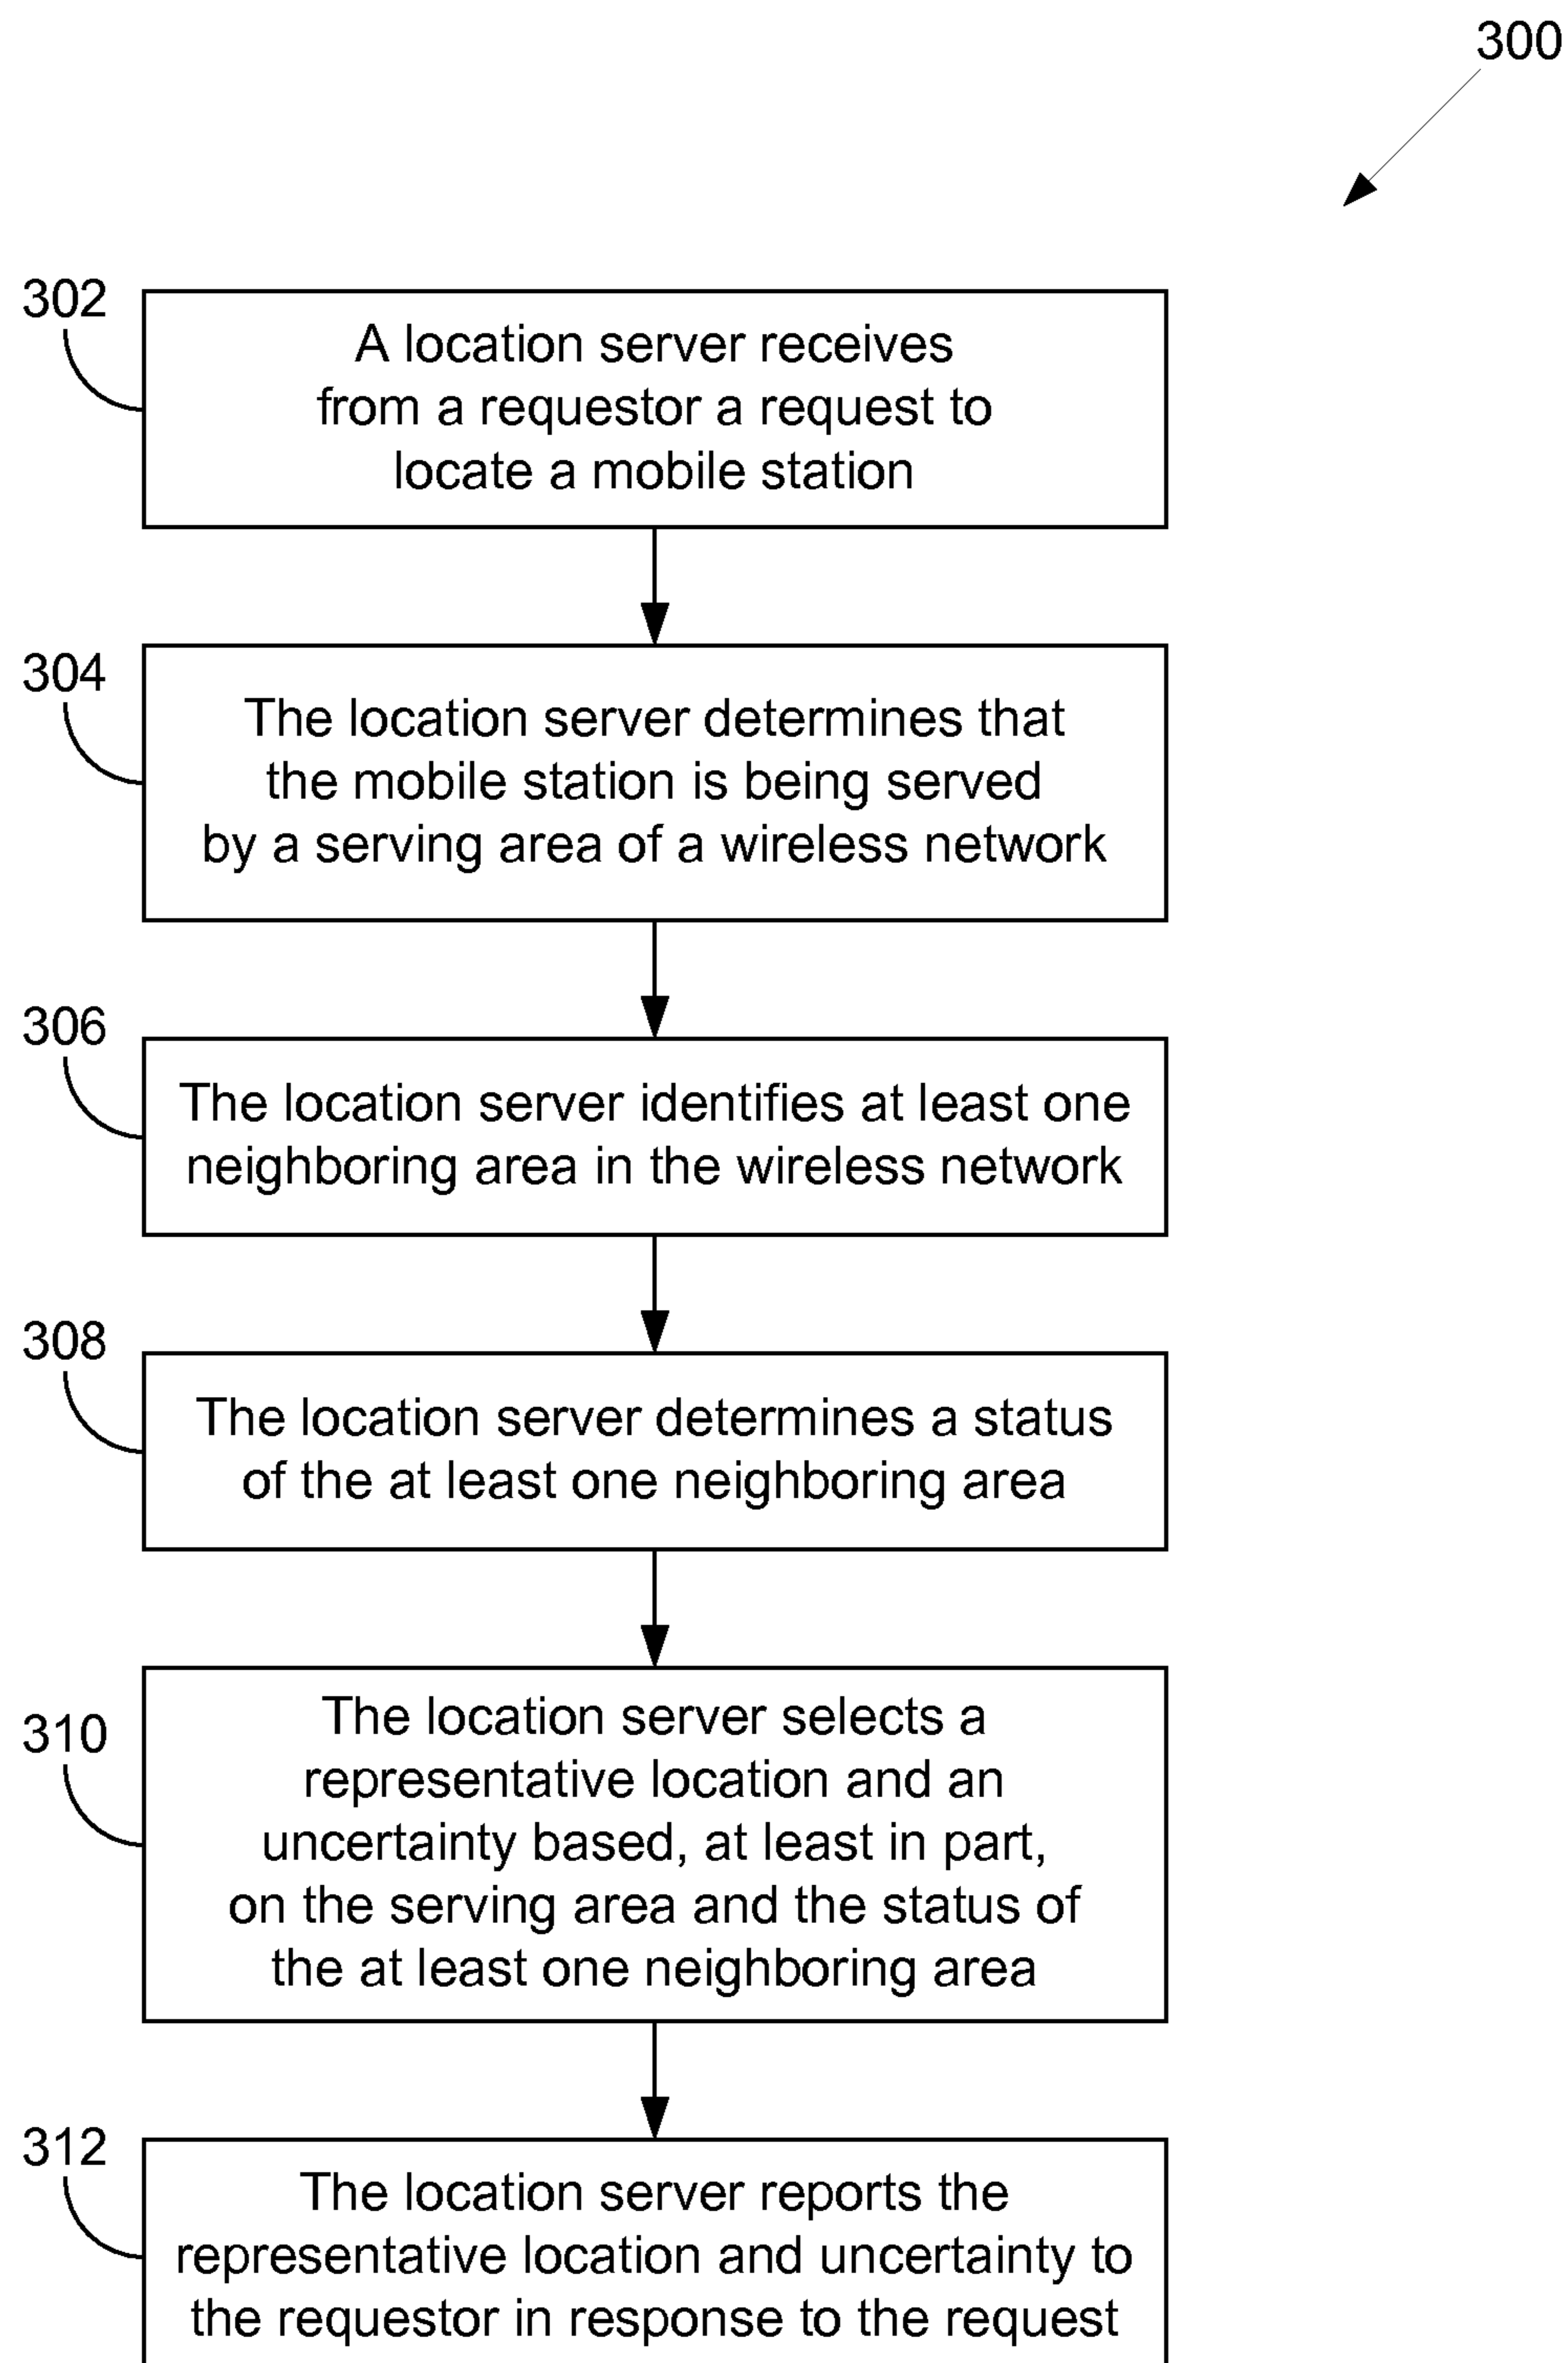 300
302
A location server receives
from a requestor a request to
locate a mobile station
304
The location server determines that
the mobile station is being served
by a serving area of a wireless network
306
The location server identifies at least one
neighboring area in the wireless network
308
The location server determines a status
of the at least one neighboring area
310
The location server selects a
representative location and an
uncertainty based, at least in part,
on the serving area and the status of
the at least one neighboring area
312
The location server reports the
representative location and uncertainty to
the requestor in response to the request